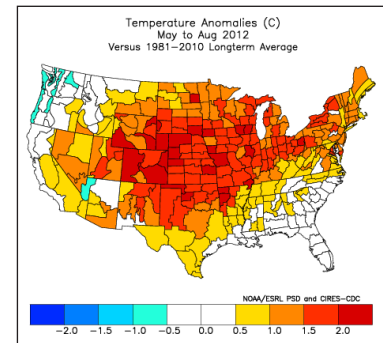 Temperature Anomalies (C)
May to Aug 2012
Versus 1981-2010 Longterm Average
NOAA/ESRL PSD and CIRES-CDC
-2.0 -1.5 -1.0 -0.5 0.0 0.5 1.0 1.5 2.0